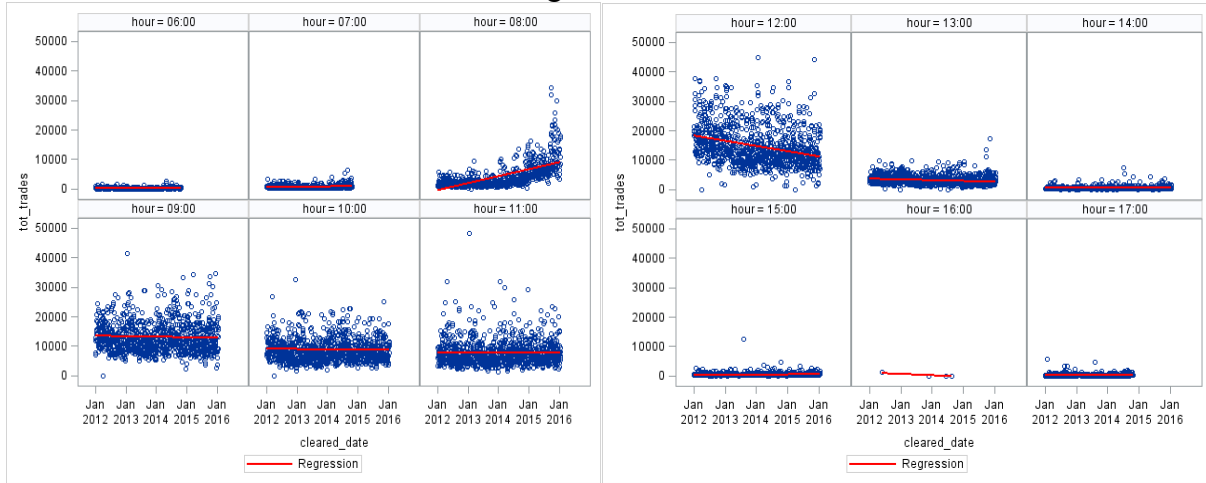 hour = 06:00 hour = 07:00 hour = 08:00
50000
40000
30000
20000
10000
0
hour = 09:00 hour = 10:00 hour = 11:00
50000
40000
30000
20000
10000
0
tot_trades
Jan Jan Jan Jan Jan Jan Jan Jan Jan Jan Jan Jan Jan Jan Jan
2012 2013 2014 2015 2016 2012 2013 2014 2015 2016 2012 2013 2014 2015 2016
cleared_date
Regression
hour = 12:00 hour = 13:00 hour = 14:00
50000
40000
30000
20000
10000
0
hour = 15:00 hour = 16:00 hour = 17:00
50000
40000
30000
20000
10000
0
tot_trades
Jan Jan Jan Jan Jan Jan Jan Jan Jan Jan Jan Jan Jan Jan Jan
2012 2013 2014 2015 2016 2012 2013 2014 2015 2016 2012 2013 2014 2015 2016
cleared_date
Regression